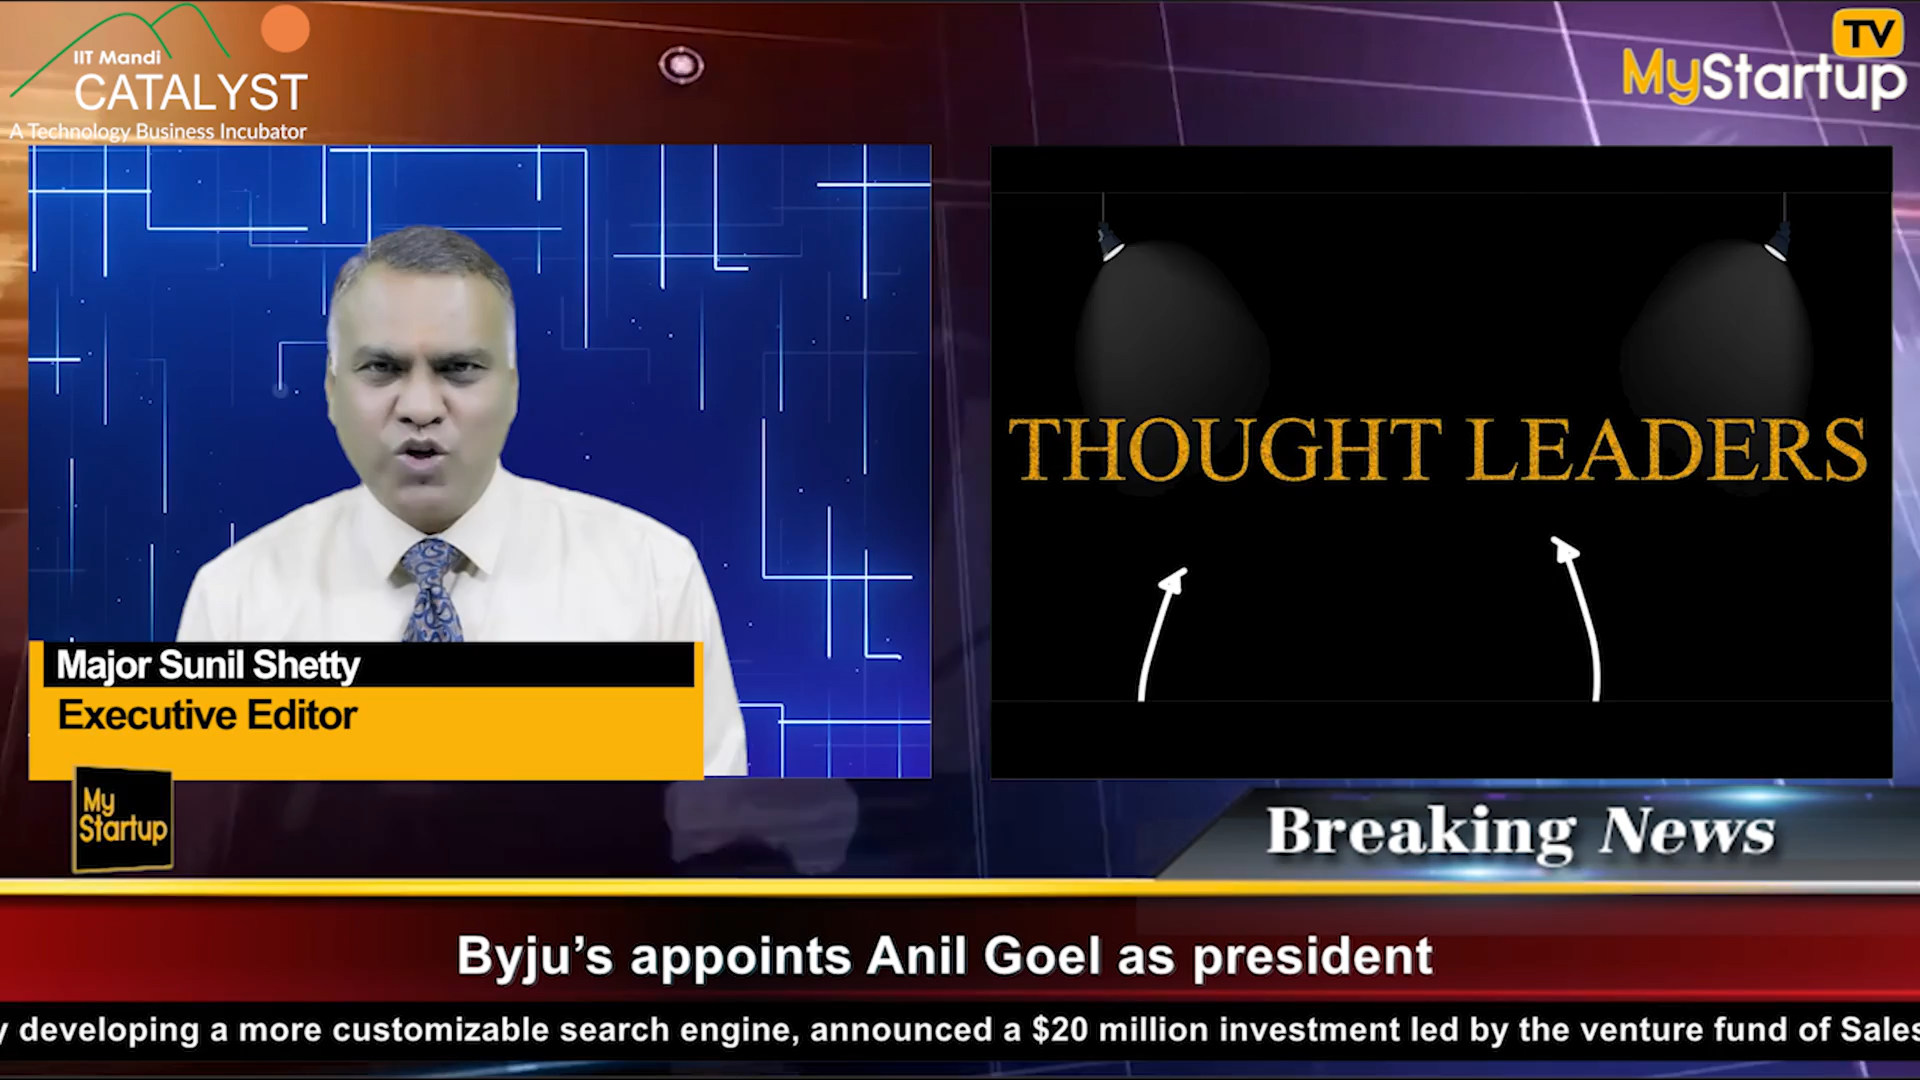 IIT Mandi
CATALYST
A Technology Business Incubator
TV
MyStartup
THOUGHT LEADERS
Major Sunil Shetty
Executive Editor
My
Startup
Breaking News
Byju’s appoints Anil Goel as president
developing a more customizable search engine, announced a $20 million investment led by the venture fund of